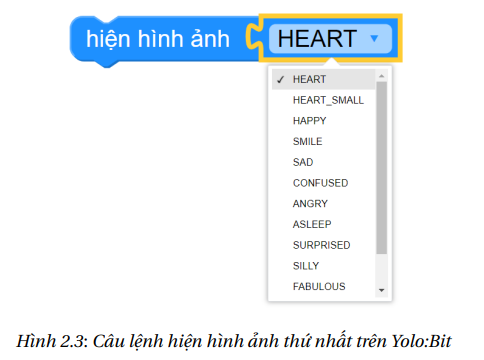 hiện hình ảnh HEART
✓ HEART
HEART_SMALL
HAPPY
SMILE
SAD
CONFUSED
ANGRY
ASLEEP
SURPRISED
SILLY
FABULOUS
Hình 2.3: Câu lệnh hiện hình ảnh thứ nhất trên Yolo:Bit